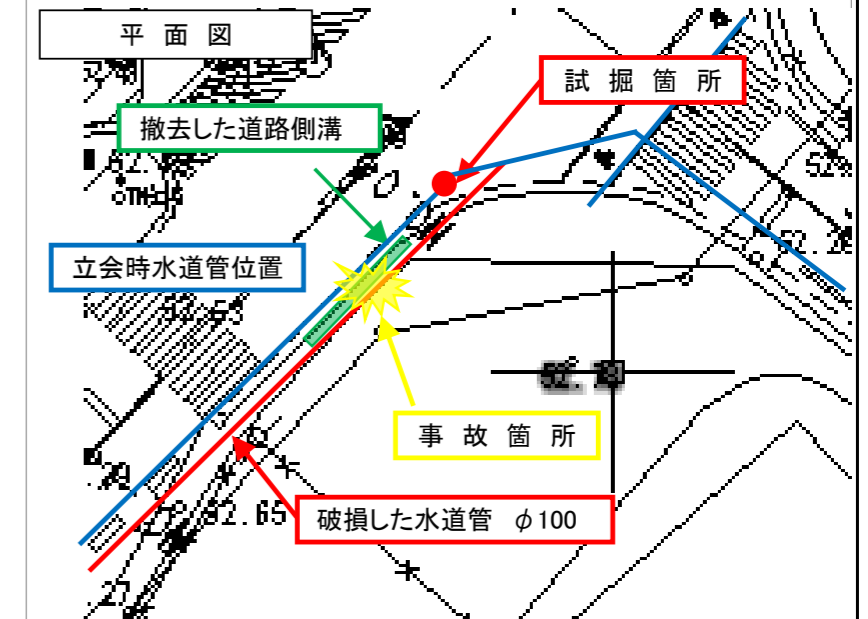 平 面 図
試 掘 箇 所
撤去した道路側溝
立会時水道管位置
事 故 箇 所
破損した水道管 φ100